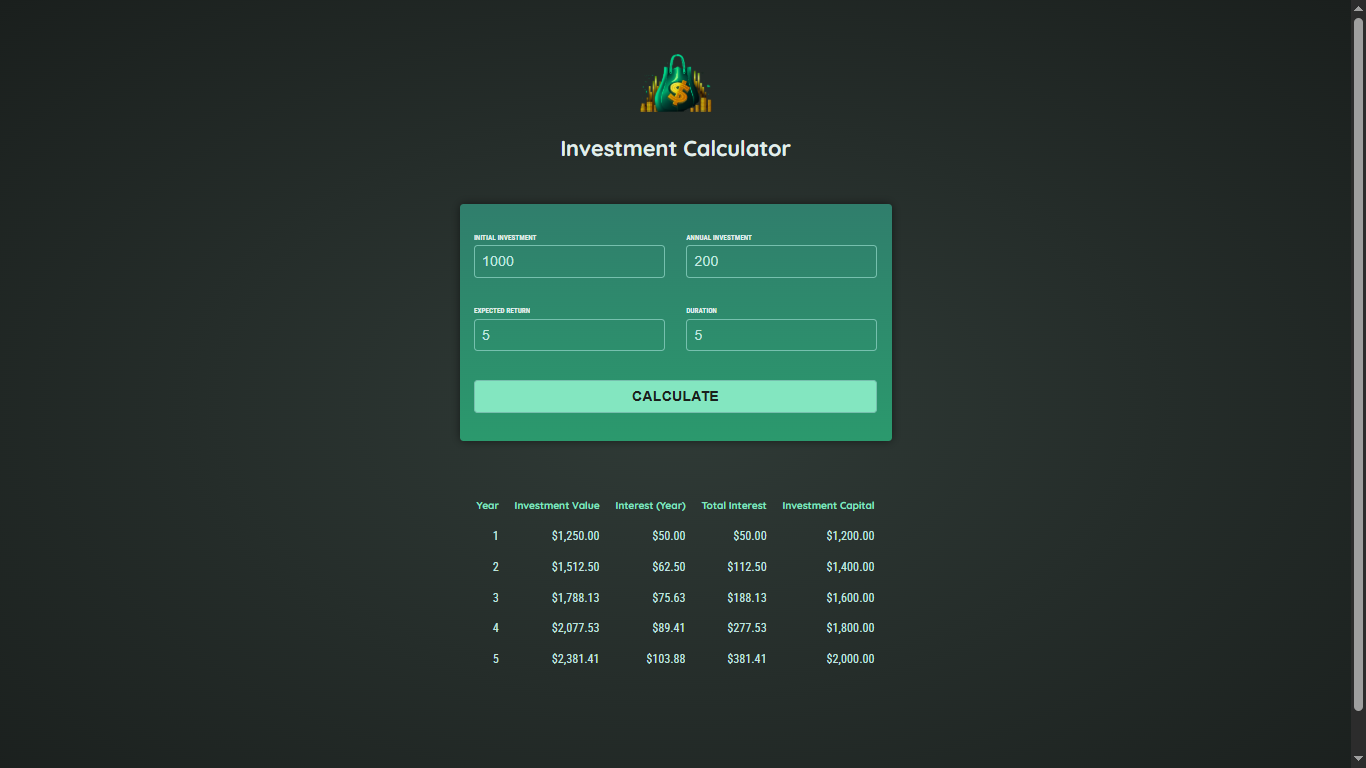 $
Investment Calculator
INITIAL INVESTMENT ANNUAL INVESTMENT
1000 200
EXPECTED RETURN DURATION
5 5
CALCULATE
Year Investment Value Interest (Year) Total Interest Investment Capital
1 $1,250.00 $50.00 $50.00 $1,200.00
2 $1,512.50 $62.50 $112.50 $1,400.00
3 $1,788.13 $75.63 $188.13 $1,600.00
4 $2,077.53 $89.41 $277.53 $1,800.00
5 $2,381.41 $103.88 $381.41 $2,000.00